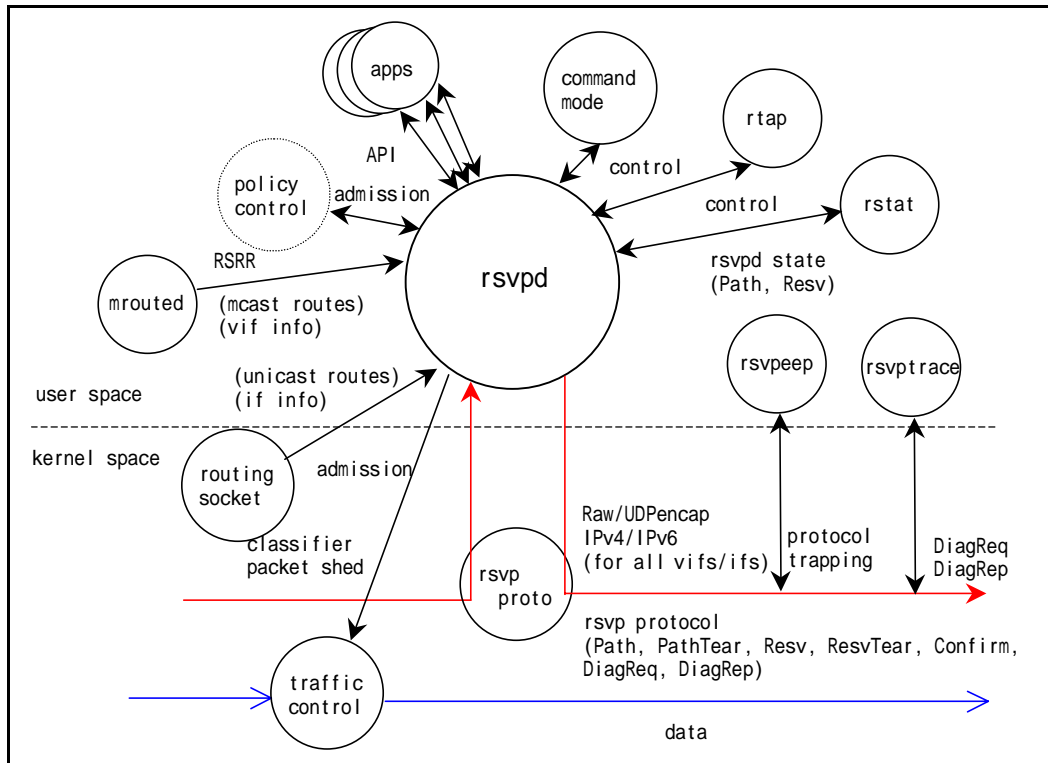 apps
command
mode
rtap
API
control
policy
control
admission
control
rstat
RSRR
rsvpd
rsvpd state
(Path, Resv)
mrouted
(mcast routes)
(vif info)
rsvpeep
rsvptrace
(unicast routes)
(if info)
user space
kernel space
routing
socket
admission
Raw/UDPencap
IPv4/IPv6
(for all vifs/ifs)
protocol
trapping
DiagReq
DiagRep
classifier
packet shed
rsvp
proto
rsvp protocol
(Path, PathTear, Resv, ResvTear, Confirm,
DiagReq, DiagRep)
traffic
control
data